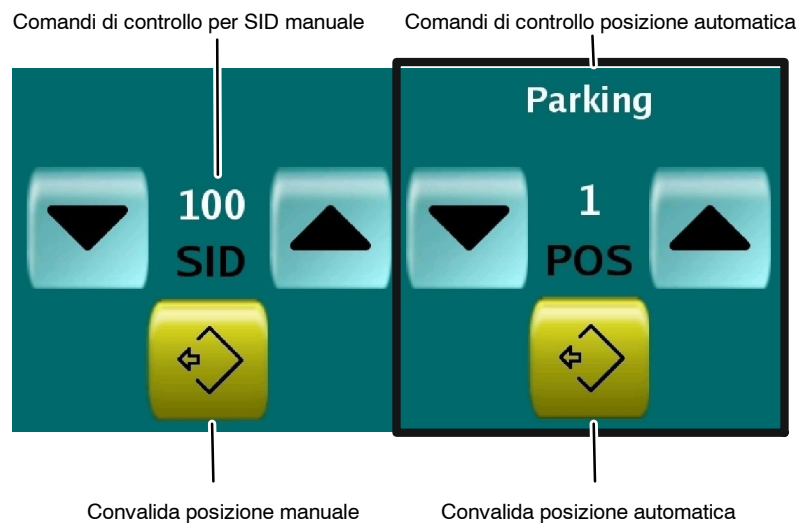 Comandi di controllo per SID manuale
Comandi di controllo posizione automatica
Parking
100
SID
1
POS
Convalida posizione manuale
Convalida posizione automatica